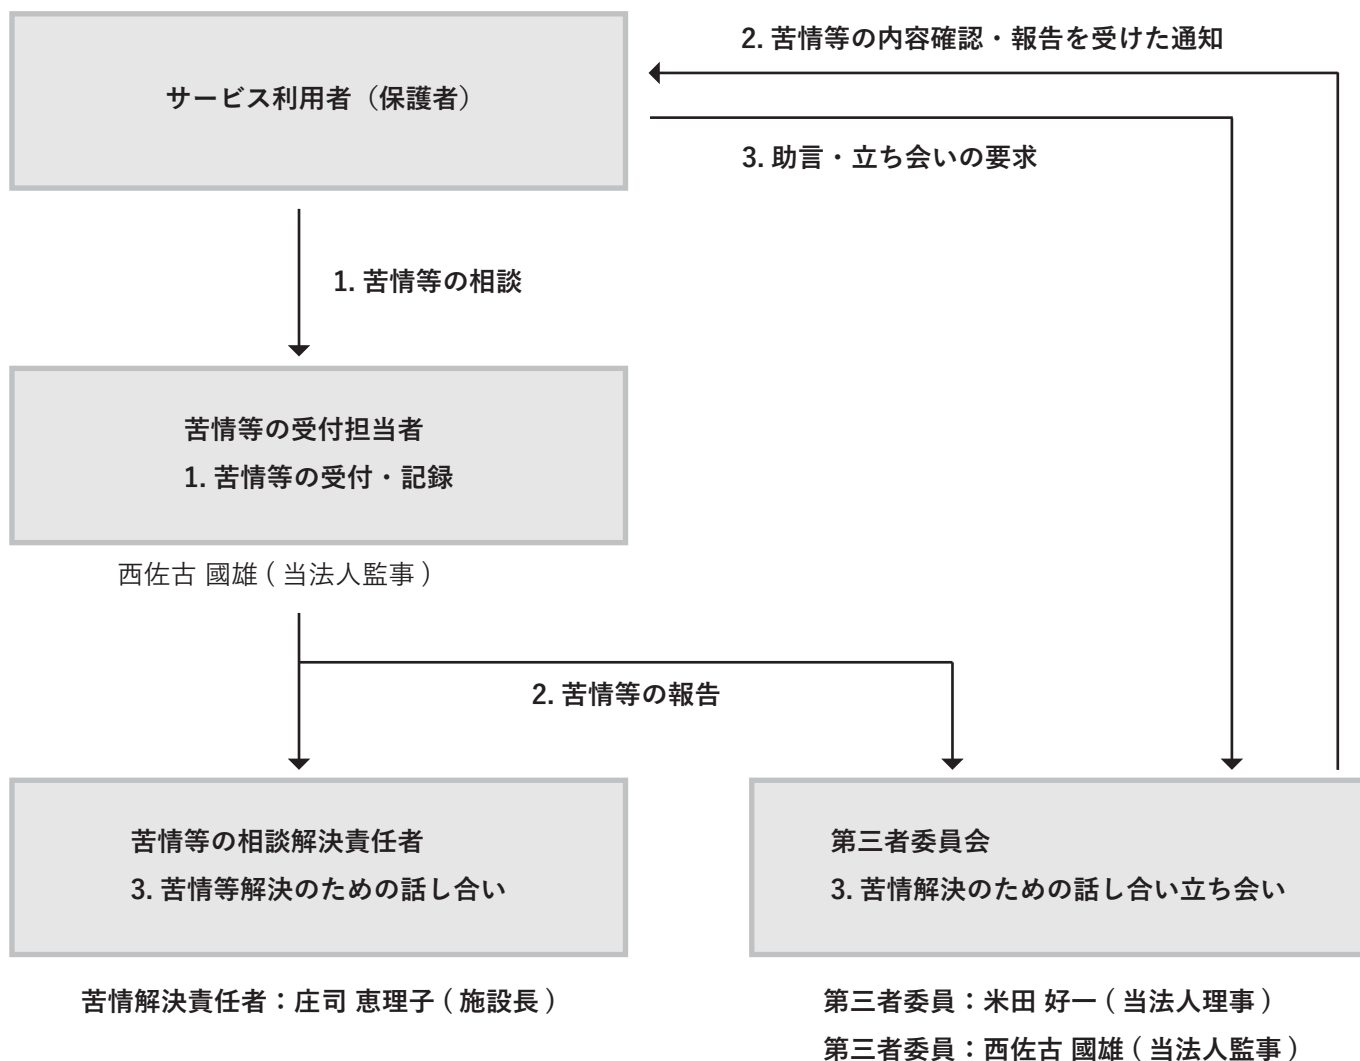 2. 苦情等の内容確認・報告を受けた通知
サービス利用者（保護者）
3. 助言・立ち会いの要求
1. 苦情等の相談
苦情等の受付担当者
1. 苦情等の受付・記録
西佐古 國雄 ( 当法人監事 )
2. 苦情等の報告
苦情等の相談解決責任者
3. 苦情等解決のための話し合い
第三者委員会
3. 苦情解決のための話し合い立ち会い
苦情解決責任者：庄司 恵理子 ( 施設長 )
第三者委員：米田 好一 ( 当法人理事 )
第三者委員：西佐古 國雄 ( 当法人監事 )